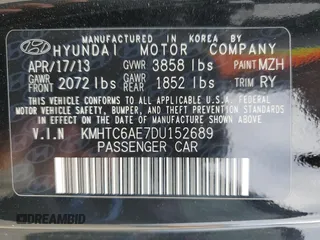 MANUFACTURED IN KOREA BY
HYUNDAI MOTOR COMPANY
APR/17/13 GVWR 3858 lbs PAINT MZH
GAWR FRONT 2072 lbs GAWR REAR 1852 lbs TRIM RY
THIS VEHICLE CONFORMS TO ALL APPLICABLE U.S. FEDERAL
MOTOR VEHICLE SAFETY, BUMPER, AND THEFT PREVENTION
STANDARDS IN EFFECT ON THE DATE OF MANUFACTURE
SHOWN ABOVE.
V.I.N KMHTC6AE7DU152689
PASSENGER CAR
DREAMBID